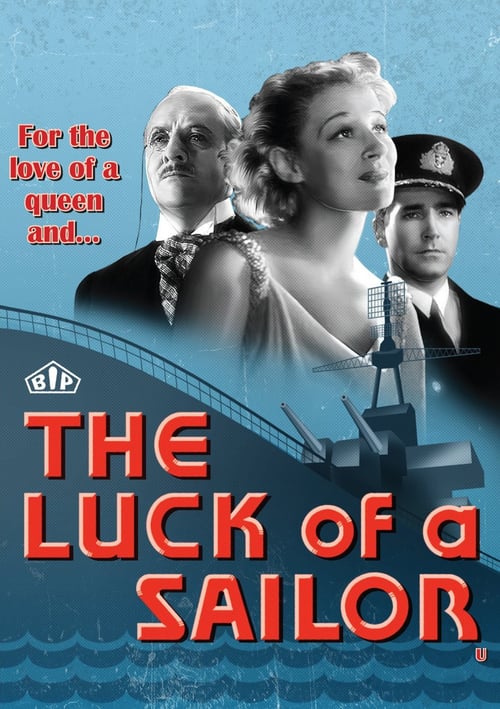 For the
love of a
queen
and...
BIP
THE
LUCK of a
SAILOR
U